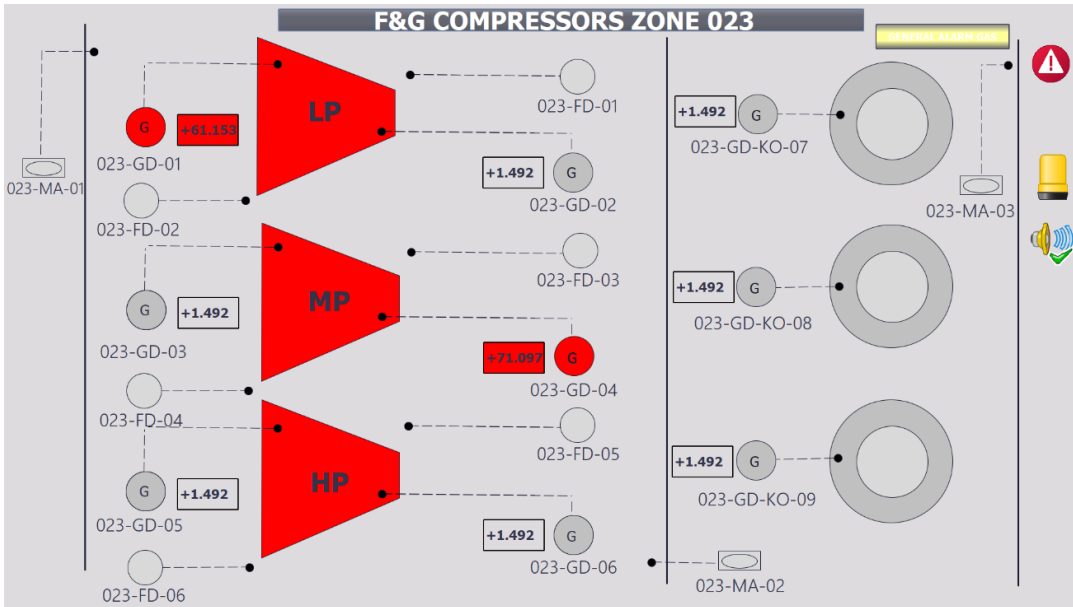 F&G COMPRESSORS ZONE 023
GENERAL ALARM GAS
LP
023-FD-01
G
+61.153
023-GD-01
+1.492
G
023-GD-KO-07
023-MA-01
+1.492
G
023-GD-02
023-MA-03
023-FD-02
MP
023-FD-03
G
+1.492
023-GD-03
+1.492
G
023-GD-KO-08
+71.097
G
023-GD-04
023-FD-04
HP
023-FD-05
G
+1.492
023-GD-05
+1.492
G
023-GD-KO-09
+1.492
G
023-GD-06
023-FD-06
023-MA-02